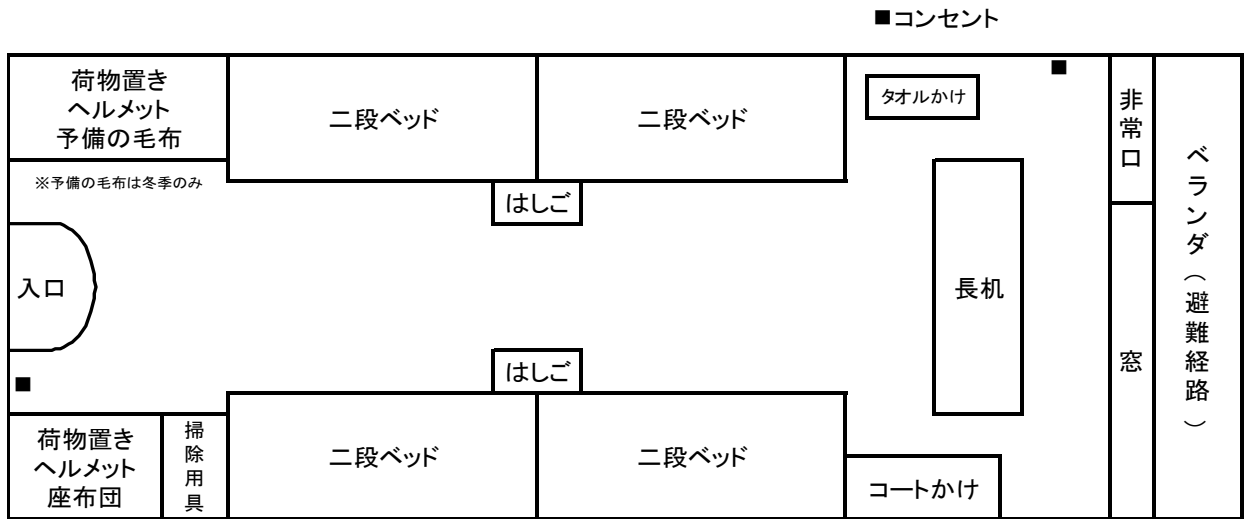 ■コンセント
荷物置き
ヘルメット
予備の毛布
※予備の毛布は冬季のみ
二段ベッド
二段ベッド
タオルかけ
非常口
ベランダ（避難経路）
はしご
入口
長机
はしご
窓
荷物置き
ヘルメット
座布団
掃除用具
二段ベッド
二段ベッド
コートかけ